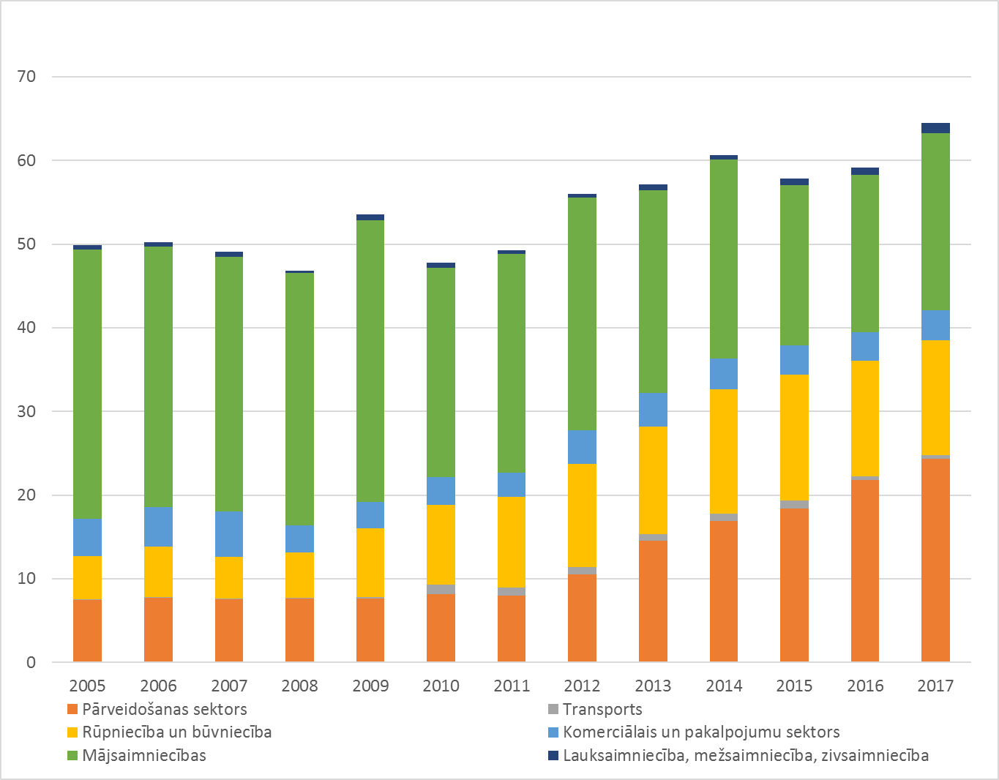 70
60
50
40
30
20
10
0
2005 2006 2007 2008 2009 2010 2011 2012 2013 2014 2015 2016 2017
Pārveidošanas sektors Transports
Rūpniecība un būvniecība Komerciālais un pakalpojumu sektors
Mājsaimniecības Lauksaimniecība, mežsaimniecība, zivsaimniecība